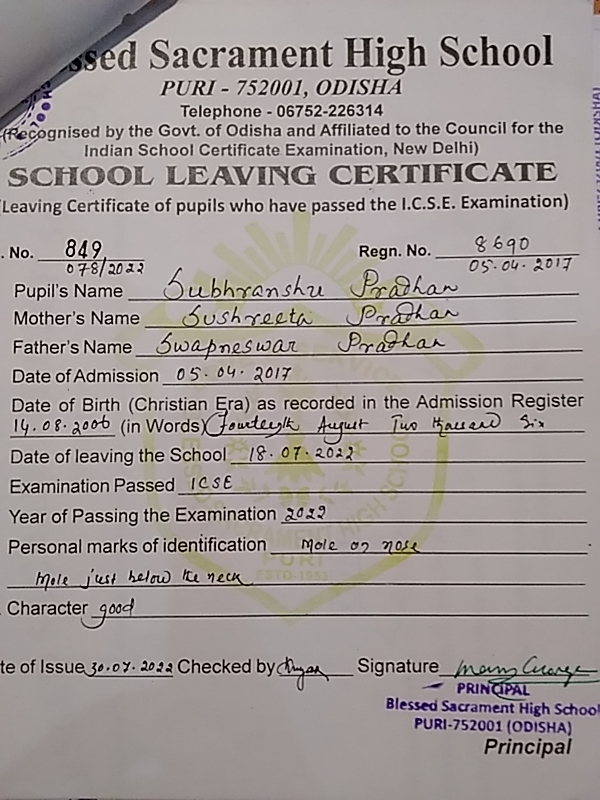 ssed Sacrament High School
PURI - 752001, ODISHA
Telephone - 06752-226314
(Recognised by the Govt. of Odisha and Affiliated to the Council for the
Indian School Certificate Examination, New Delhi)
SCHOOL LEAVING CERTIFICATE
(Leaving Certificate of pupils who have passed the I.C.S.E. Examination)
. No. 849 Regn. No. 8690
078/2022 05.04.2017
Pupil's Name Subhranshu Pradhan
Mother's Name Sushreeta Pradhan
Father's Name Swapneswar Pradhan
Date of Admission 05.04.2017
Date of Birth (Christian Era) as recorded in the Admission Register
14.08.2006 (in Words) Fourteenth August Two thousand Six
Date of leaving the School 18.07.2022
Examination Passed ICSE
Year of Passing the Examination 2022
Personal marks of identification Mole on nose
Mole just below the neck
Character good
te of Issue 30.07.2022 Checked by Signature
PRINCIPAL
Blessed Sacrament High School
PURI-752001 (ODISHA)
Principal